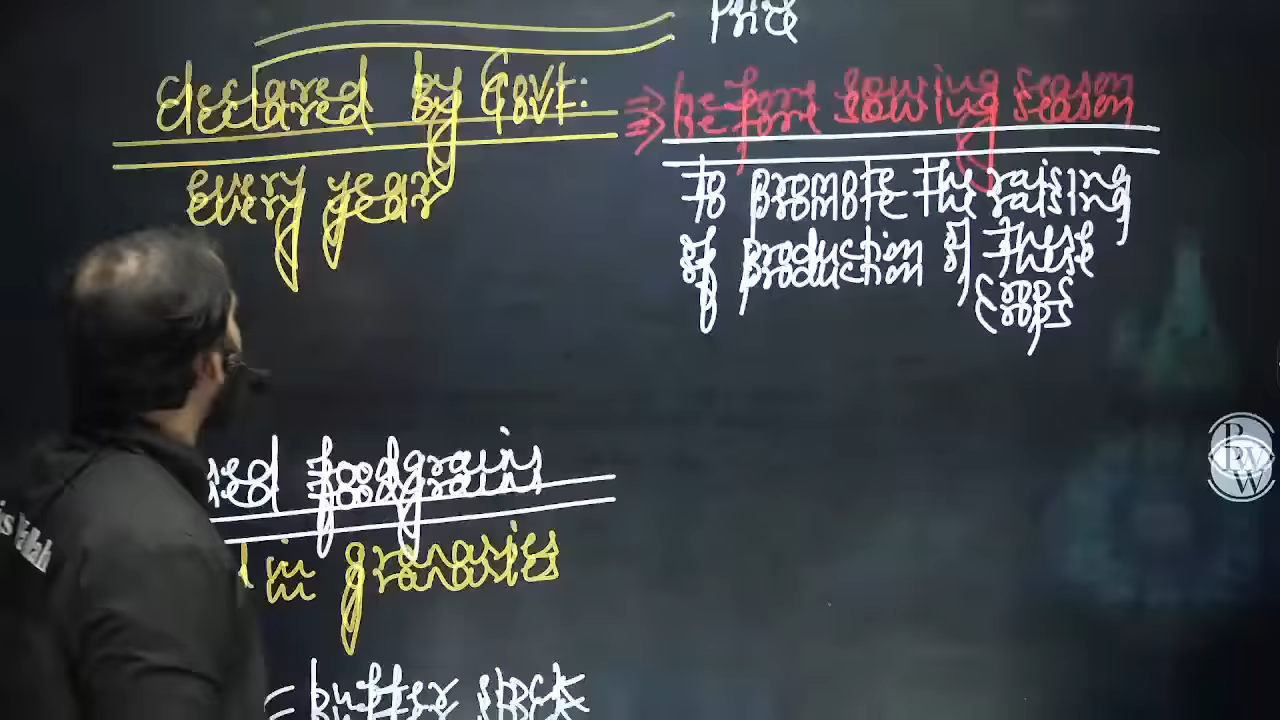 Price
declared by Govt:
every year
⇒ before sowing season
To promote the raising
of production of these
crops
foodgrains
in granaries
= buffer stock
PW